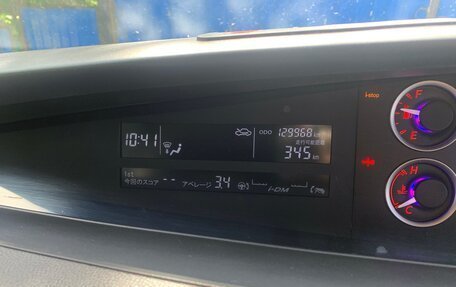 i-stop
F
10:41 ODO 129968 km
走行可能距離
345 km
E
1st
今回のスコア -- アベレージ 3.4 i-DM
H
C